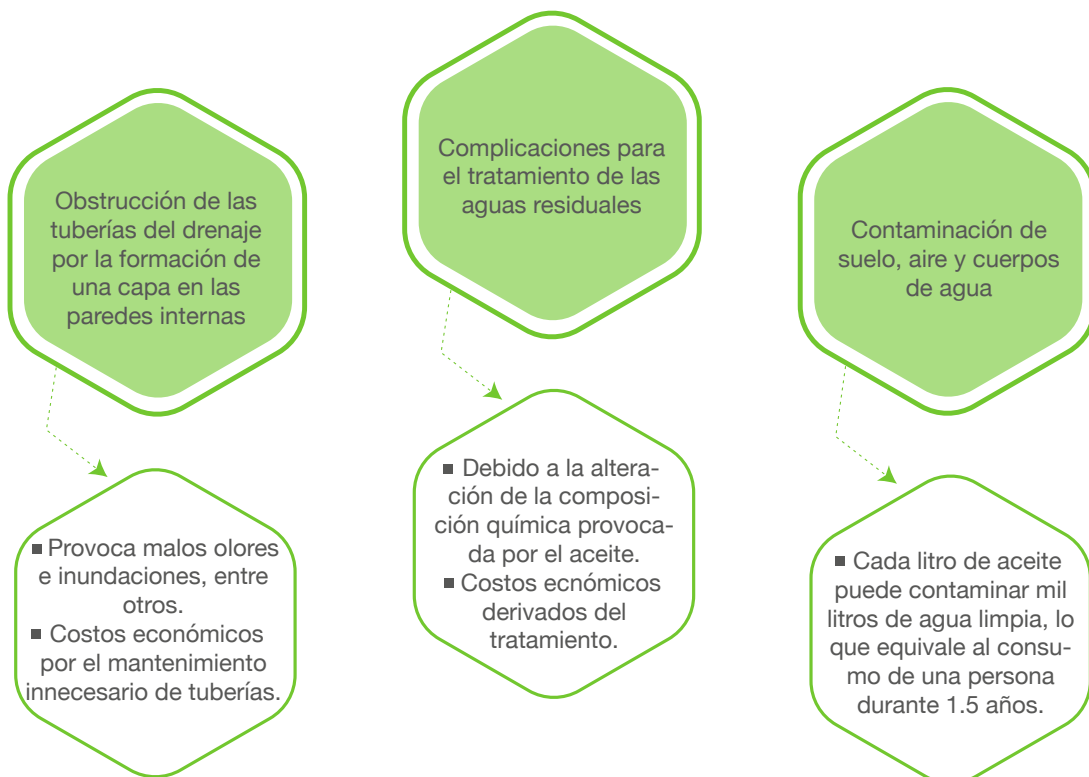 Obstrucción de las
tuberías del drenaje
por la formación de
una capa en las
paredes internas
■ Provoca malos olores
e inundaciones, entre
otros.
■ Costos económicos
por el mantenimiento
innecesario de tuberías.
Complicaciones para
el tratamiento de las
aguas residuales
■ Debido a la altera-
ción de la composi-
ción química provoca-
da por el aceite.
■ Costos ecnómicos
derivados del
tratamiento.
Contaminación de
suelo, aire y cuerpos
de agua
■ Cada litro de aceite
puede contaminar mil
litros de agua limpia, lo
que equivale al consu-
mo de una persona
durante 1.5 años.